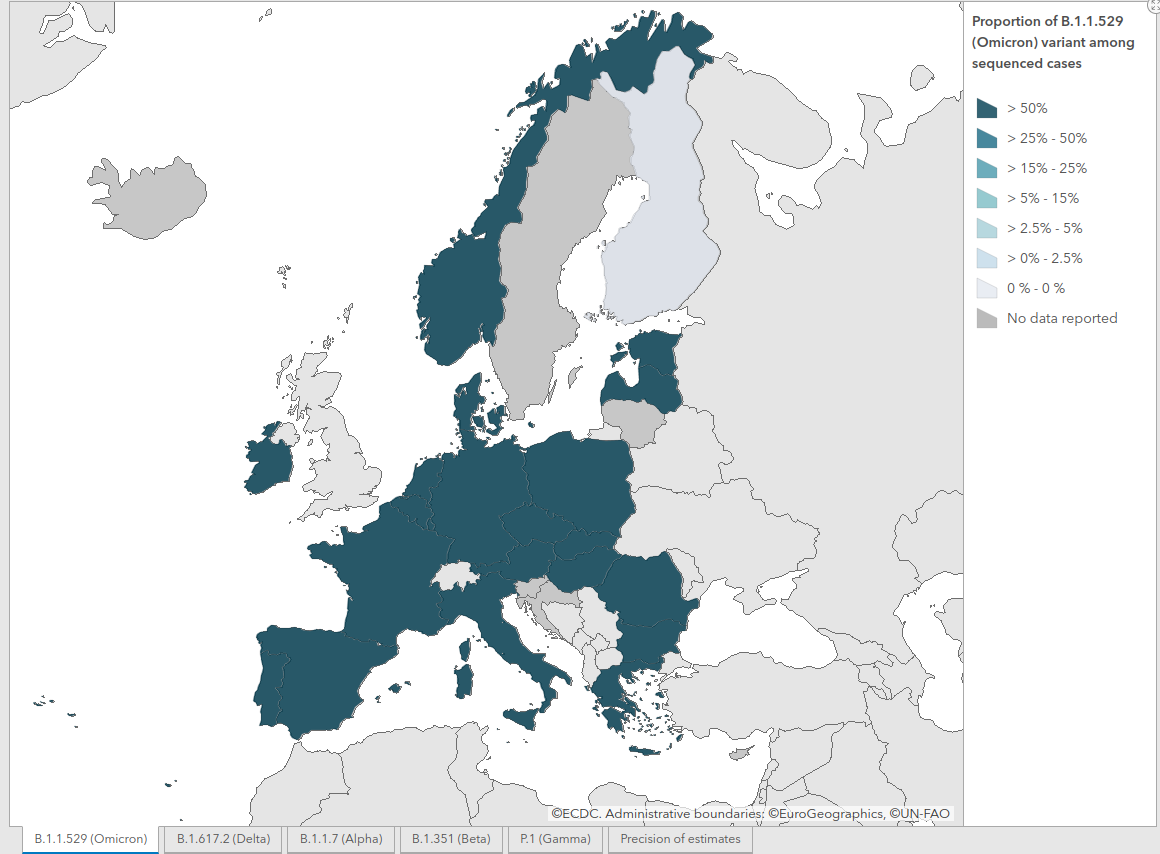 Proportion of B.1.1.529
(Omicron) variant among
sequenced cases
> 50%
> 25% - 50%
> 15% - 25%
> 5% - 15%
> 2.5% - 5%
> 0% - 2.5%
0 % - 0 %
No data reported
©ECDC. Administrative boundaries: ©EuroGeographics, ©UN-FAO
B.1.1.529 (Omicron) B.1.617.2 (Delta) B.1.1.7 (Alpha) B.1.351 (Beta) P.1 (Gamma) Precision of estimates